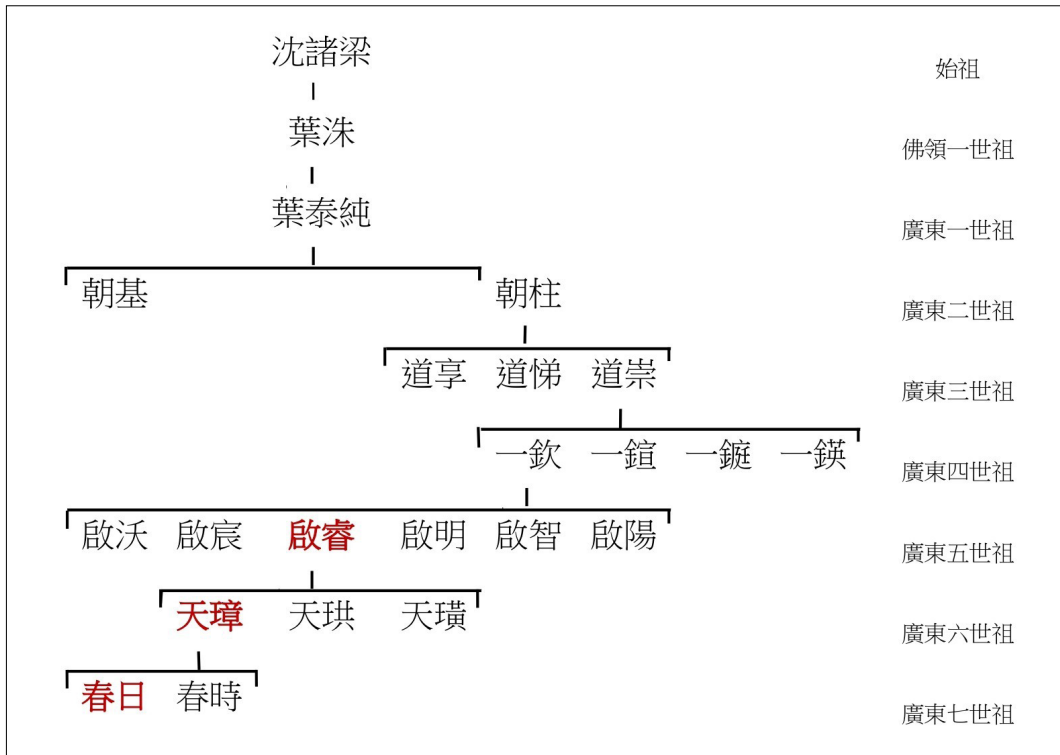 沈諸梁 始祖
葉洙 佛領一世祖
葉泰純 廣東一世祖
朝基 朝柱 廣東二世祖
道享 道悌 道崇 廣東三世祖
一欽 一鍹 一鋌 一鍈 廣東四世祖
啟沃 啟宸 啟睿 啟明 啟智 啟陽 廣東五世祖
天璋 天珙 天璜 廣東六世祖
春日 春時 廣東七世祖